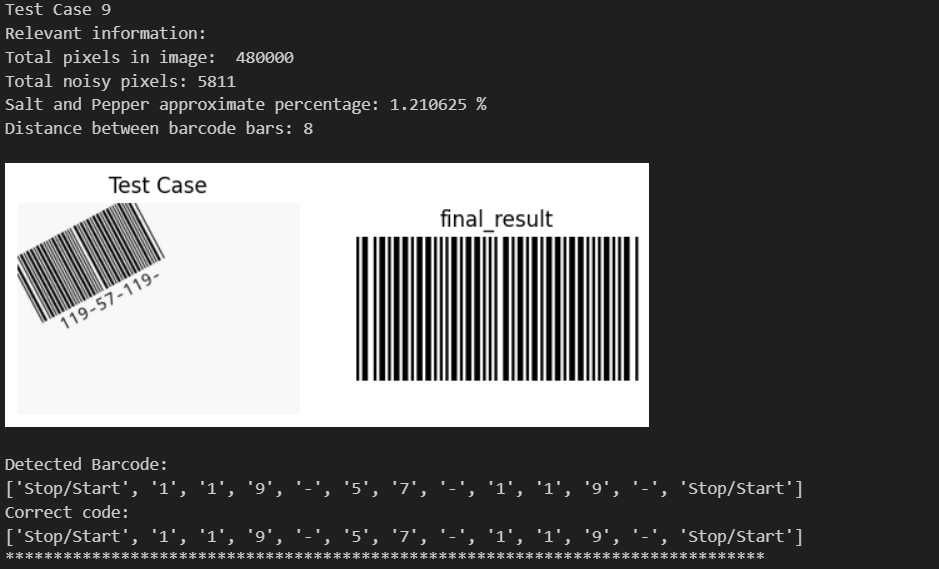 Test Case 9
Relevant information:
Total pixels in image:  480000
Total noisy pixels: 5811
Salt and Pepper approximate percentage: 1.210625 %
Distance between barcode bars: 8
Test Case
final_result
119-57-119-
Detected Barcode:
['Stop/Start', '1', '1', '9', '-', '5', '7', '-', '1', '1', '9', '-', 'Stop/Start']
Correct code:
['Stop/Start', '1', '1', '9', '-', '5', '7', '-', '1', '1', '9', '-', 'Stop/Start']
*******************************************************************************